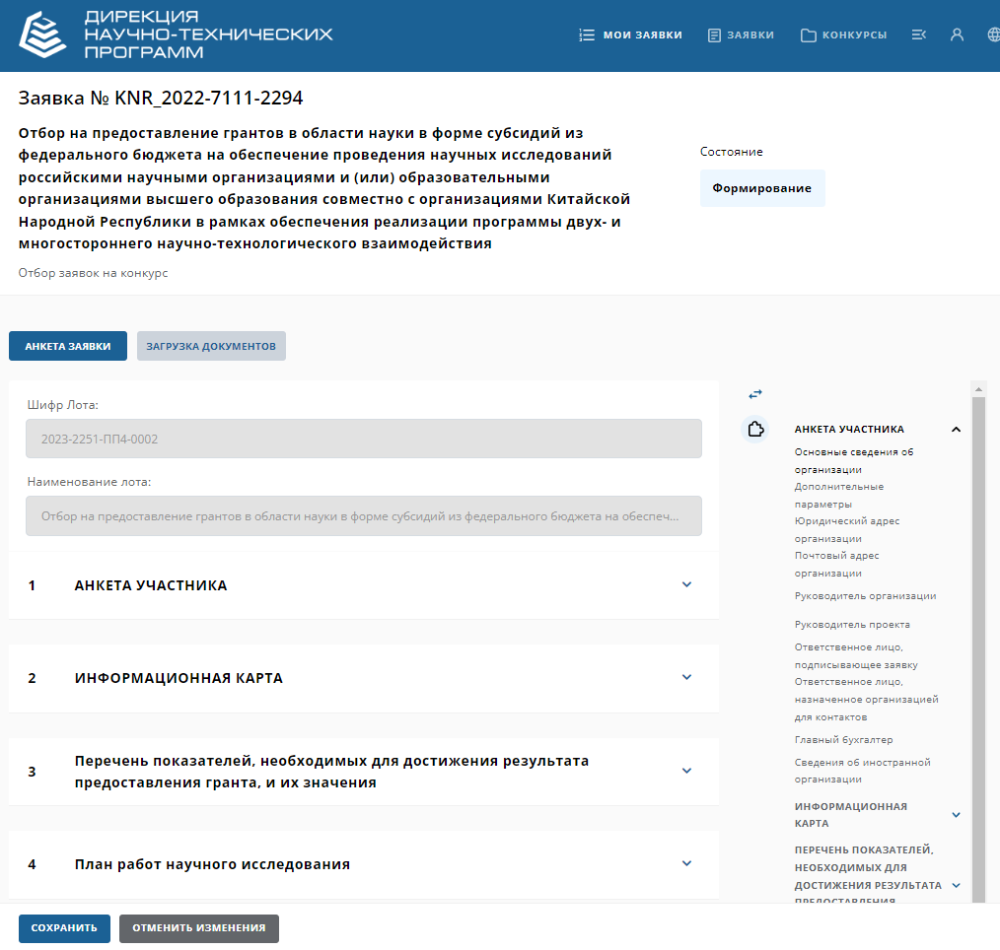 ДИРЕКЦИЯ
НАУЧНО-ТЕХНИЧЕСКИХ
ПРОГРАММ
МОИ ЗАЯВКИ
ЗАЯВКИ
КОНКУРСЫ
Заявка № KNR_2022-7111-2294
Отбор на предоставление грантов в области науки в форме субсидий из
федерального бюджета на обеспечение проведения научных исследований
российскими научными организациями и (или) образовательными
организациями высшего образования совместно с организациями Китайской
Народной Республики в рамках обеспечения реализации программы двух- и
многостороннего научно-технологического взаимодействия
Отбор заявок на конкурс
Состояние
Формирование
АНКЕТА ЗАЯВКИ
ЗАГРУЗКА ДОКУМЕНТОВ
Шифр Лота:
2023-2251-ПП4-0002
Наименование лота:
Отбор на предоставление грантов в области науки в форме субсидий из федерального бюджета на обеспеч...
1 АНКЕТА УЧАСТНИКА
2 ИНФОРМАЦИОННАЯ КАРТА
3 Перечень показателей, необходимых для достижения результата
предоставления гранта, и их значения
4 План работ научного исследования
АНКЕТА УЧАСТНИКА
Основные сведения об
организации
Дополнительные
параметры
Юридический адрес
организации
Почтовый адрес
организации
Руководитель организации
Руководитель проекта
Ответственное лицо,
подписывающее заявку
Ответственное лицо,
назначенное организацией
для контактов
Главный бухгалтер
Сведения об иностранной
организации
ИНФОРМАЦИОННАЯ
КАРТА
ПЕРЕЧЕНЬ ПОКАЗАТЕЛЕЙ,
НЕОБХОДИМЫХ ДЛЯ
ДОСТИЖЕНИЯ РЕЗУЛЬТАТА
ПРЕДОСТАВЛЕНИЯ
СОХРАНИТЬ
ОТМЕНИТЬ ИЗМЕНЕНИЯ